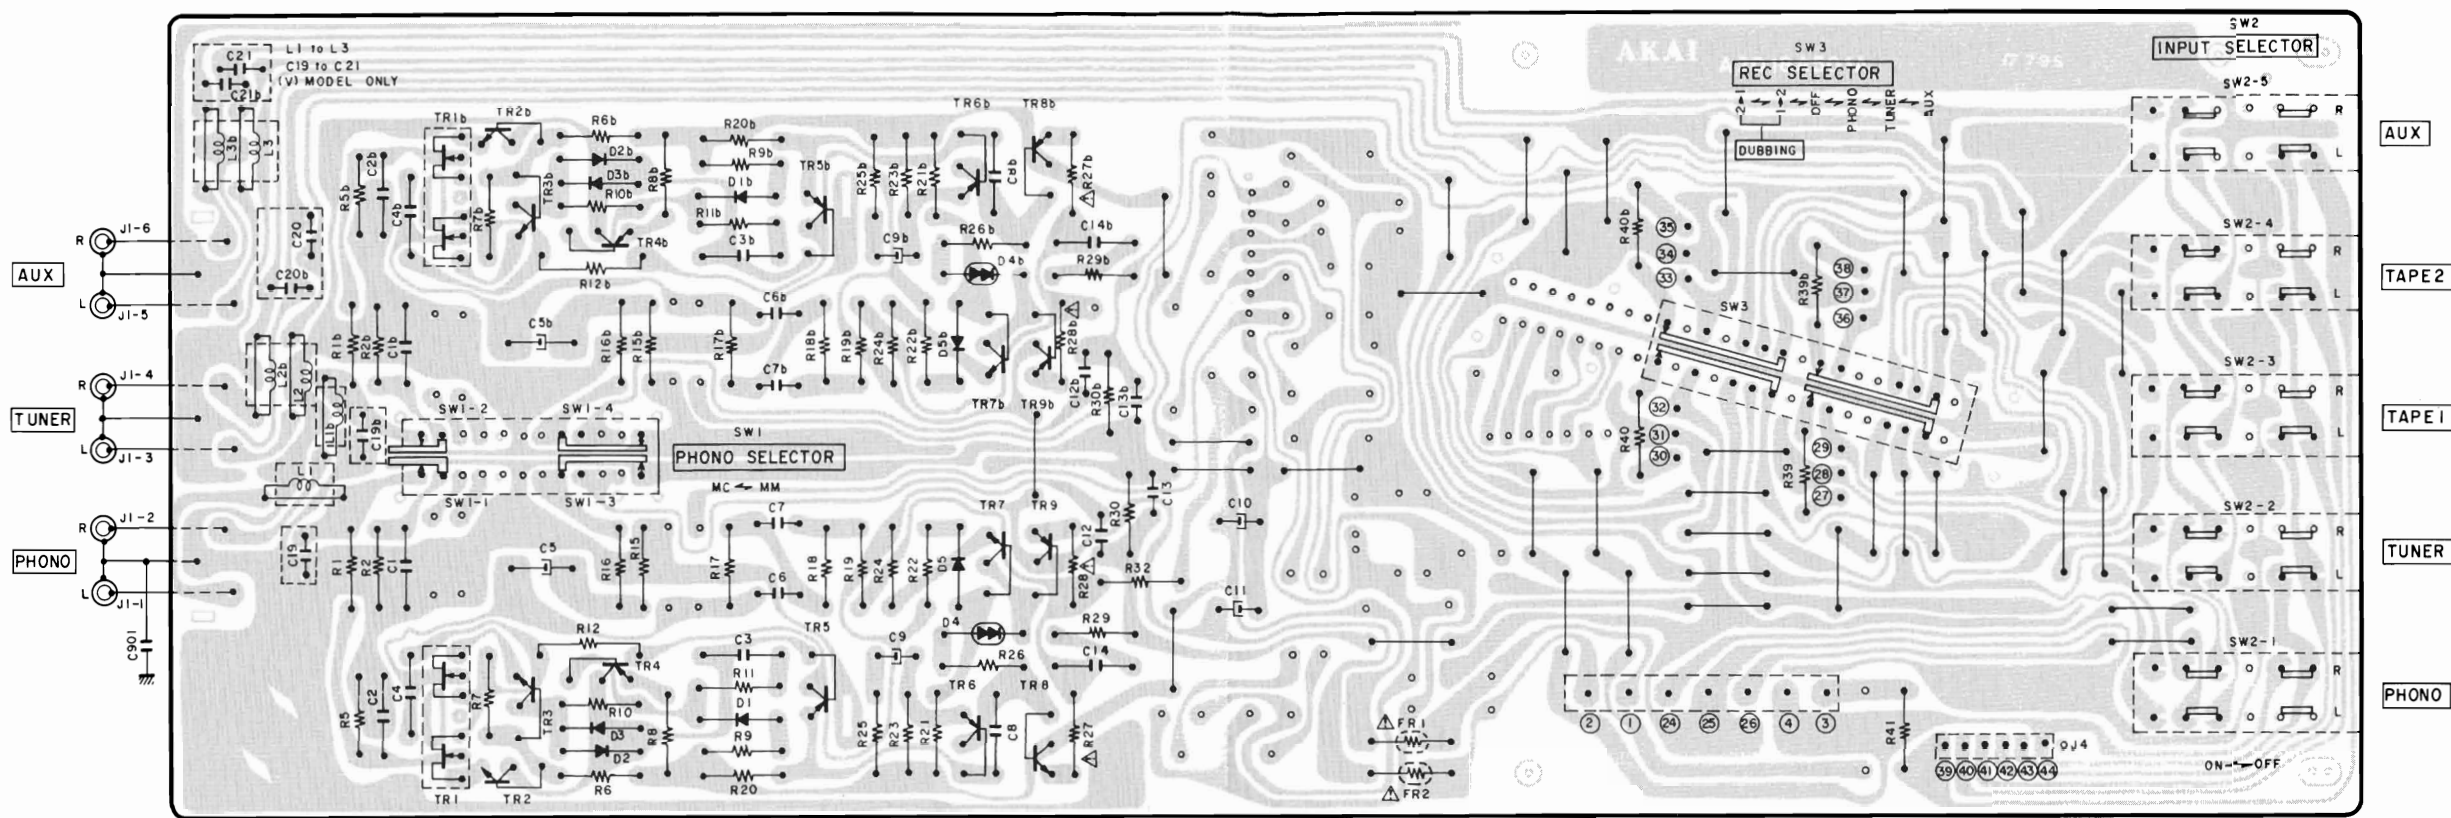 SW2
INPUT SELECTOR
AKAI
SW3
REC SELECTOR
2 1
1 2
OFF
PHONO
TUNER
AUX
DUBBING
C21
L1 to L3
C19 to C21
(V) MODEL ONLY
C21b
L3b
L3
C20
C20b
AUX
R J1-6
L J1-5
TUNER
R J1-4
L J1-3
PHONO
R J1-2
L J1-1
C901
L2b
L2
L1b
C19b
L1
C19
TR1b
TR2b
R6b
R20b
TR6b
TR8b
D2b
R9b
TR5b
C2b
R5b
C4b
R7b
TR3b
D3b
R10b
R8b
D1b
R11b
C3b
R25b
R23b
R21b
C8b
R27b
TR4b
R12b
C9b
R26b
D4b
C14b
R29b
R1b
R2b
C1b
C5b
R16b
R15b
R17b
C6b
C7b
R18b
R19b
R24b
R22b
D5b
R28b
TR7b
TR9b
C12b
R30b
C13b
SW1-2
SW1-4
SW1
PHONO SELECTOR
MC MM
SW1-1
SW1-3
C7
TR7
TR9
R30
C13
C10
R1
R2
C1
C5
R16
R15
R17
C6
R18
R19
R24
R22
D5
R28
C12
R32
C11
R12
C3
TR5
C9
D4
R29
TR4
R11
R26
C14
R5
C2
C4
R7
TR3
R10
D3
D2
R8
D1
R9
R25
R23
R21
TR6
C8
TR8
R27
TR1
TR2
R6
R20
FR1
FR2
R40b
35
34
33
R39b
38
37
36
SW3
R40
32
31
30
R39
29
28
27
2 1 24 25 26 4 3
R41
J4
39 40 41 42 43 44
SW2-5
R
L
AUX
SW2-4
R
L
TAPE2
SW2-3
R
L
TAPE1
SW2-2
R
L
TUNER
SW2-1
R
L
PHONO
ON OFF